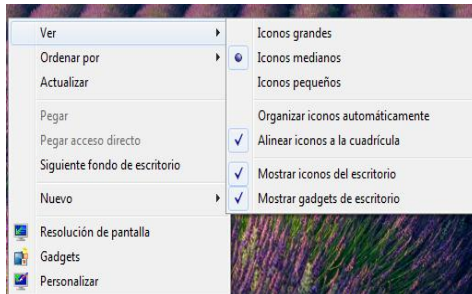 Ver
Ordenar por
Actualizar
Pegar
Pegar acceso directo
Siguiente fondo de escritorio
Nuevo
Resolución de pantalla
Gadgets
Personalizar
Iconos grandes
Iconos medianos
Iconos pequeños
Organizar iconos automáticamente
Alinear iconos a la cuadrícula
Mostrar iconos del escritorio
Mostrar gadgets de escritorio